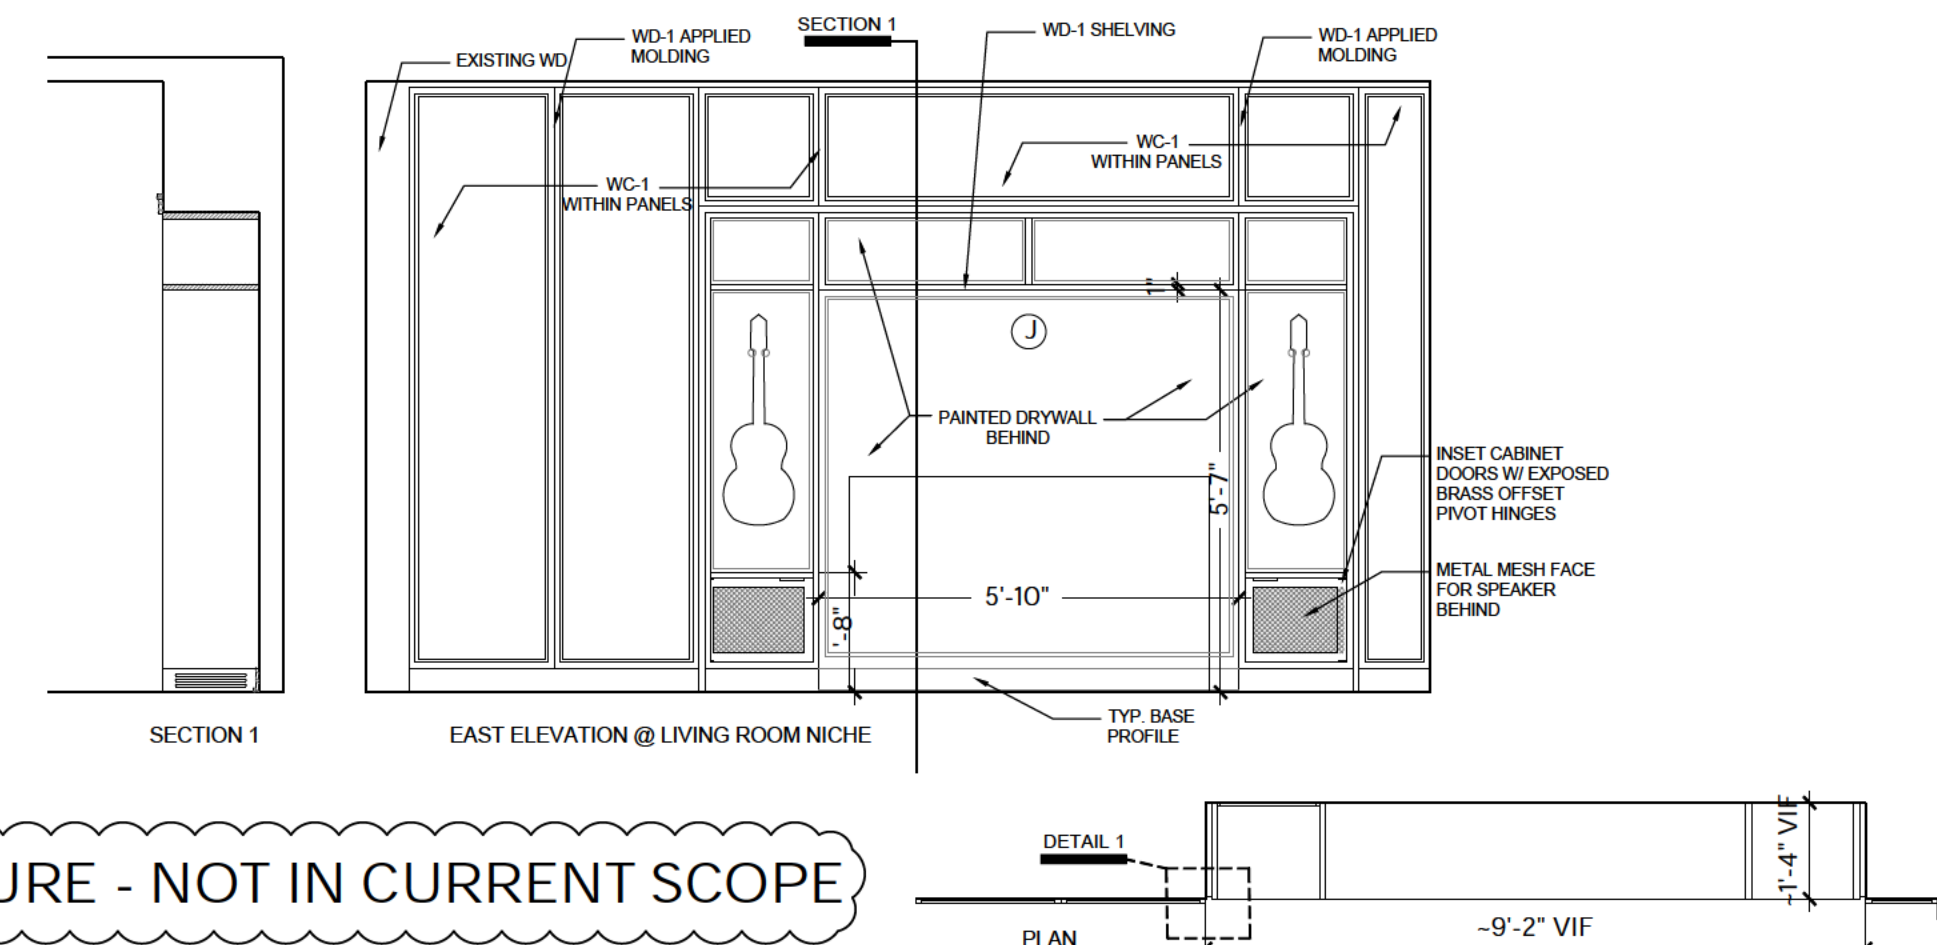 SECTION 1
WD-1 SHELVING
WD-1 APPLIED
MOLDING
WD-1 APPLIED
MOLDING
EXISTING WD
WC-1
WITHIN PANELS
WC-1
WITHIN PANELS
1"
J
PAINTED DRYWALL
BEHIND
5'-7"
INSET CABINET
DOORS W/ EXPOSED
BRASS OFFSET
PIVOT HINGES
METAL MESH FACE
FOR SPEAKER
BEHIND
5'-10"
'-8"
TYP. BASE
PROFILE
SECTION 1
EAST ELEVATION @ LIVING ROOM NICHE
URE - NOT IN CURRENT SCOPE
DETAIL 1
~1'-4" VIF
~9'-2" VIF
PLAN